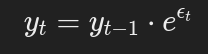 y_t = y_{t-1} · e^{ϵ_t}